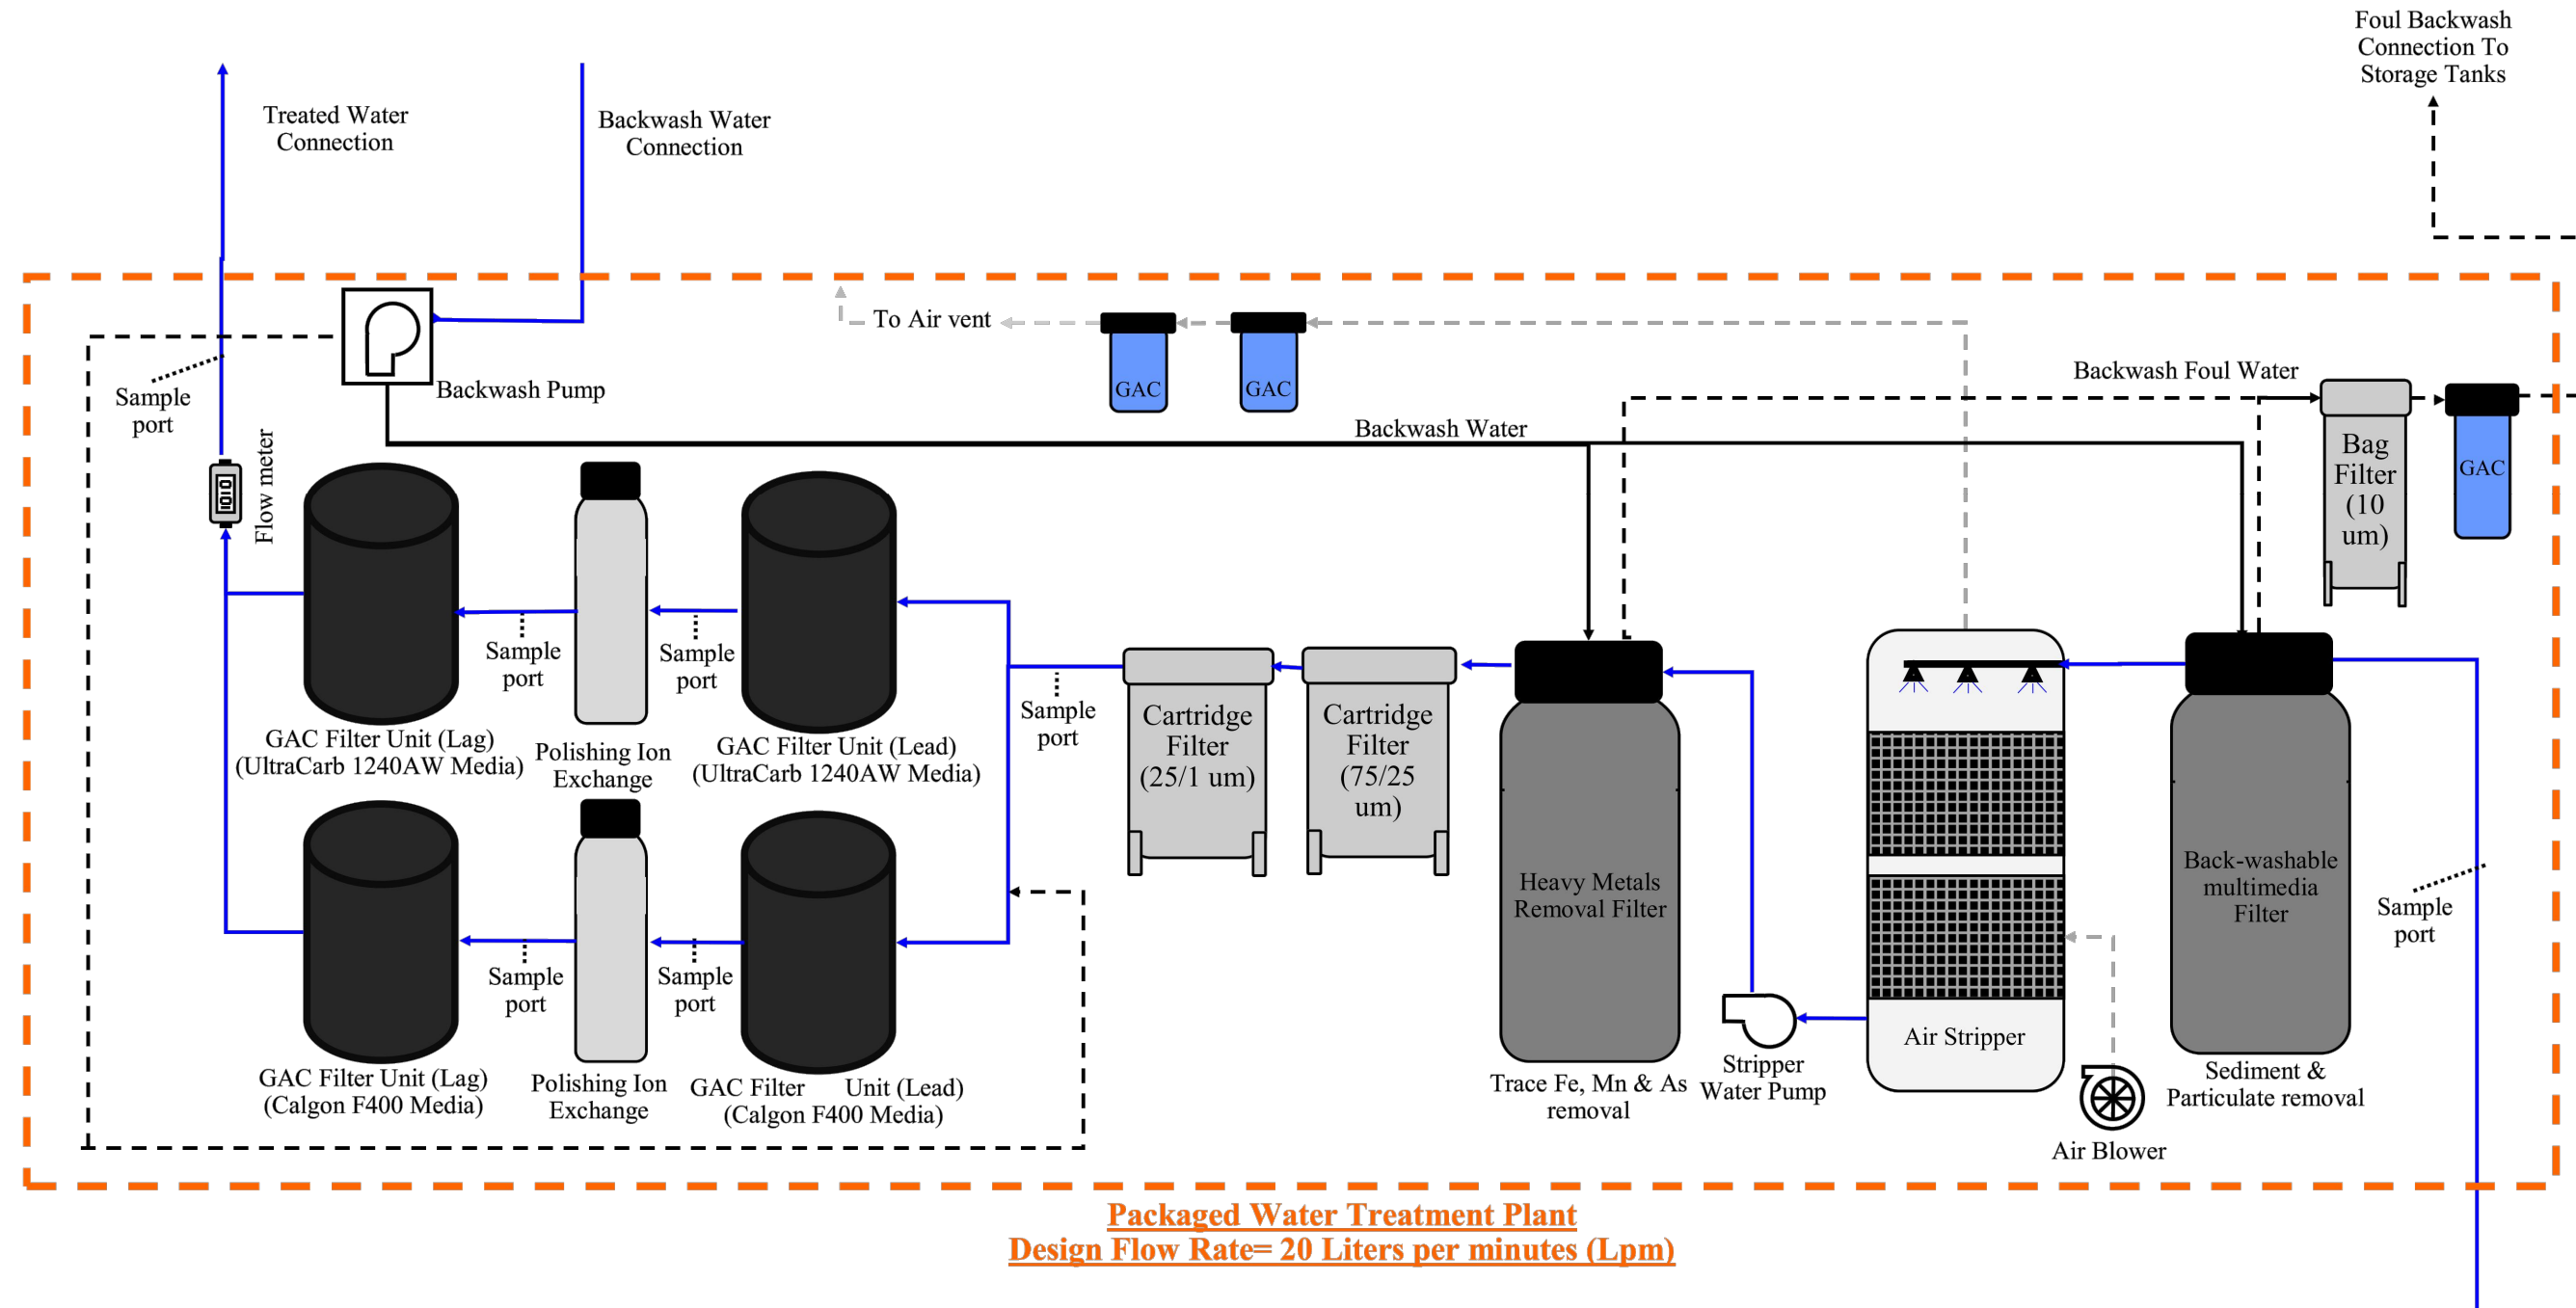 Foul Backwash
Connection To
Storage Tanks
Treated Water
Connection
Backwash Water
Connection
To Air vent
GAC
GAC
Backwash Pump
Sample
port
Backwash Foul Water
Backwash Water
Bag
Filter
(10
um)
GAC
Flow meter
000
Sample
port
Sample
port
GAC Filter Unit (Lag)
(UltraCarb 1240AW Media)
Polishing Ion
Exchange
GAC Filter Unit (Lead)
(UltraCarb 1240AW Media)
Sample
port
Cartridge
Filter
(25/1 um)
Cartridge
Filter
(75/25
um)
Heavy Metals
Removal Filter
Trace Fe, Mn & As
removal
Stripper
Water Pump
Air Stripper
Air Blower
Back-washable
multimedia
Filter
Sediment &
Particulate removal
Sample
port
Sample
port
Sample
port
GAC Filter Unit (Lag)
(Calgon F400 Media)
Polishing Ion
Exchange
GAC Filter Unit (Lead)
(Calgon F400 Media)
Packaged Water Treatment Plant
Design Flow Rate= 20 Liters per minutes (Lpm)